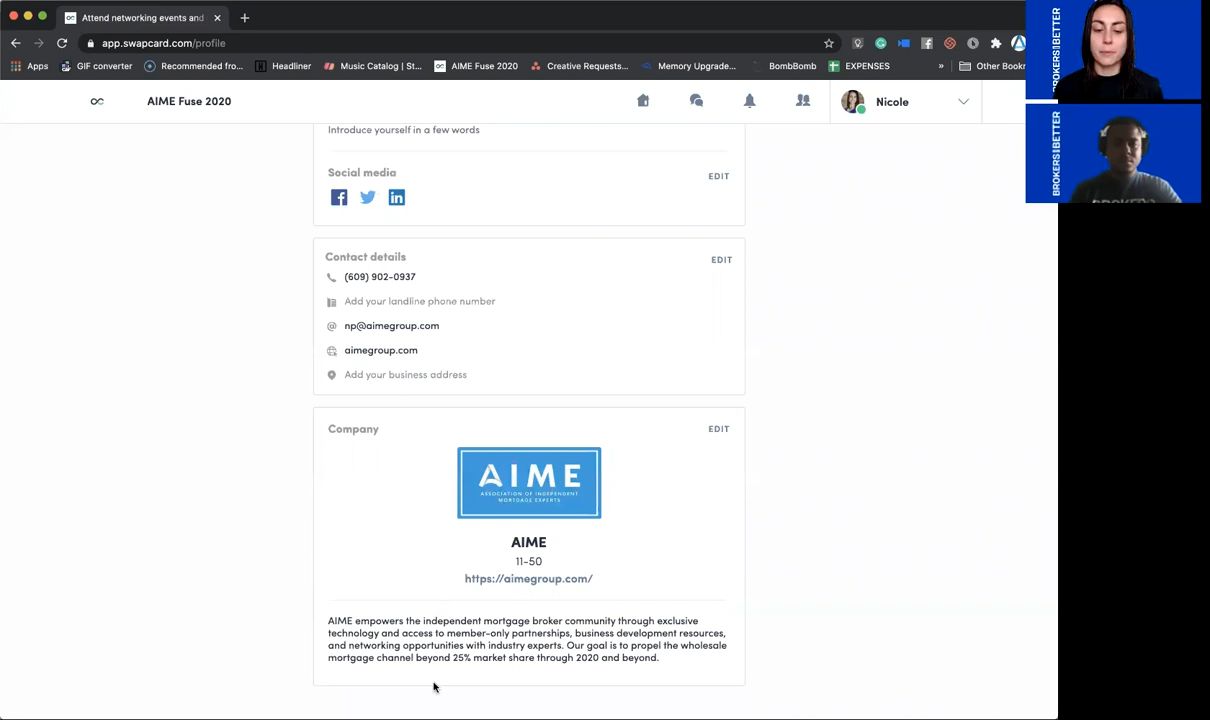 Attend networking events and
app.swapcard.com/profile
Apps
GIF converter
Recommended fro...
Headliner
Music Catalog | St...
AIME Fuse 2020
Creative Requests...
Memory Upgrade...
BombBomb
EXPENSES
»
Other Bookm
AIME Fuse 2020
Nicole
BROKERS BETTER
BROKERS BETTER
BROKE
Introduce yourself in a few words
Social media
EDIT
Contact details
EDIT
(609) 902-0937
Add your landline phone number
np@aimegroup.com
aimegroup.com
Add your business address
Company
EDIT
AIME
ASSOCIATION OF INDEPENDENT
MORTGAGE EXPERTS
AIME
11-50
https://aimegroup.com/
AIME empowers the independent mortgage broker community through exclusive
technology and access to member-only partnerships, business development resources,
and networking opportunities with industry experts. Our goal is to propel the wholesale
mortgage channel beyond 25% market share through 2020 and beyond.